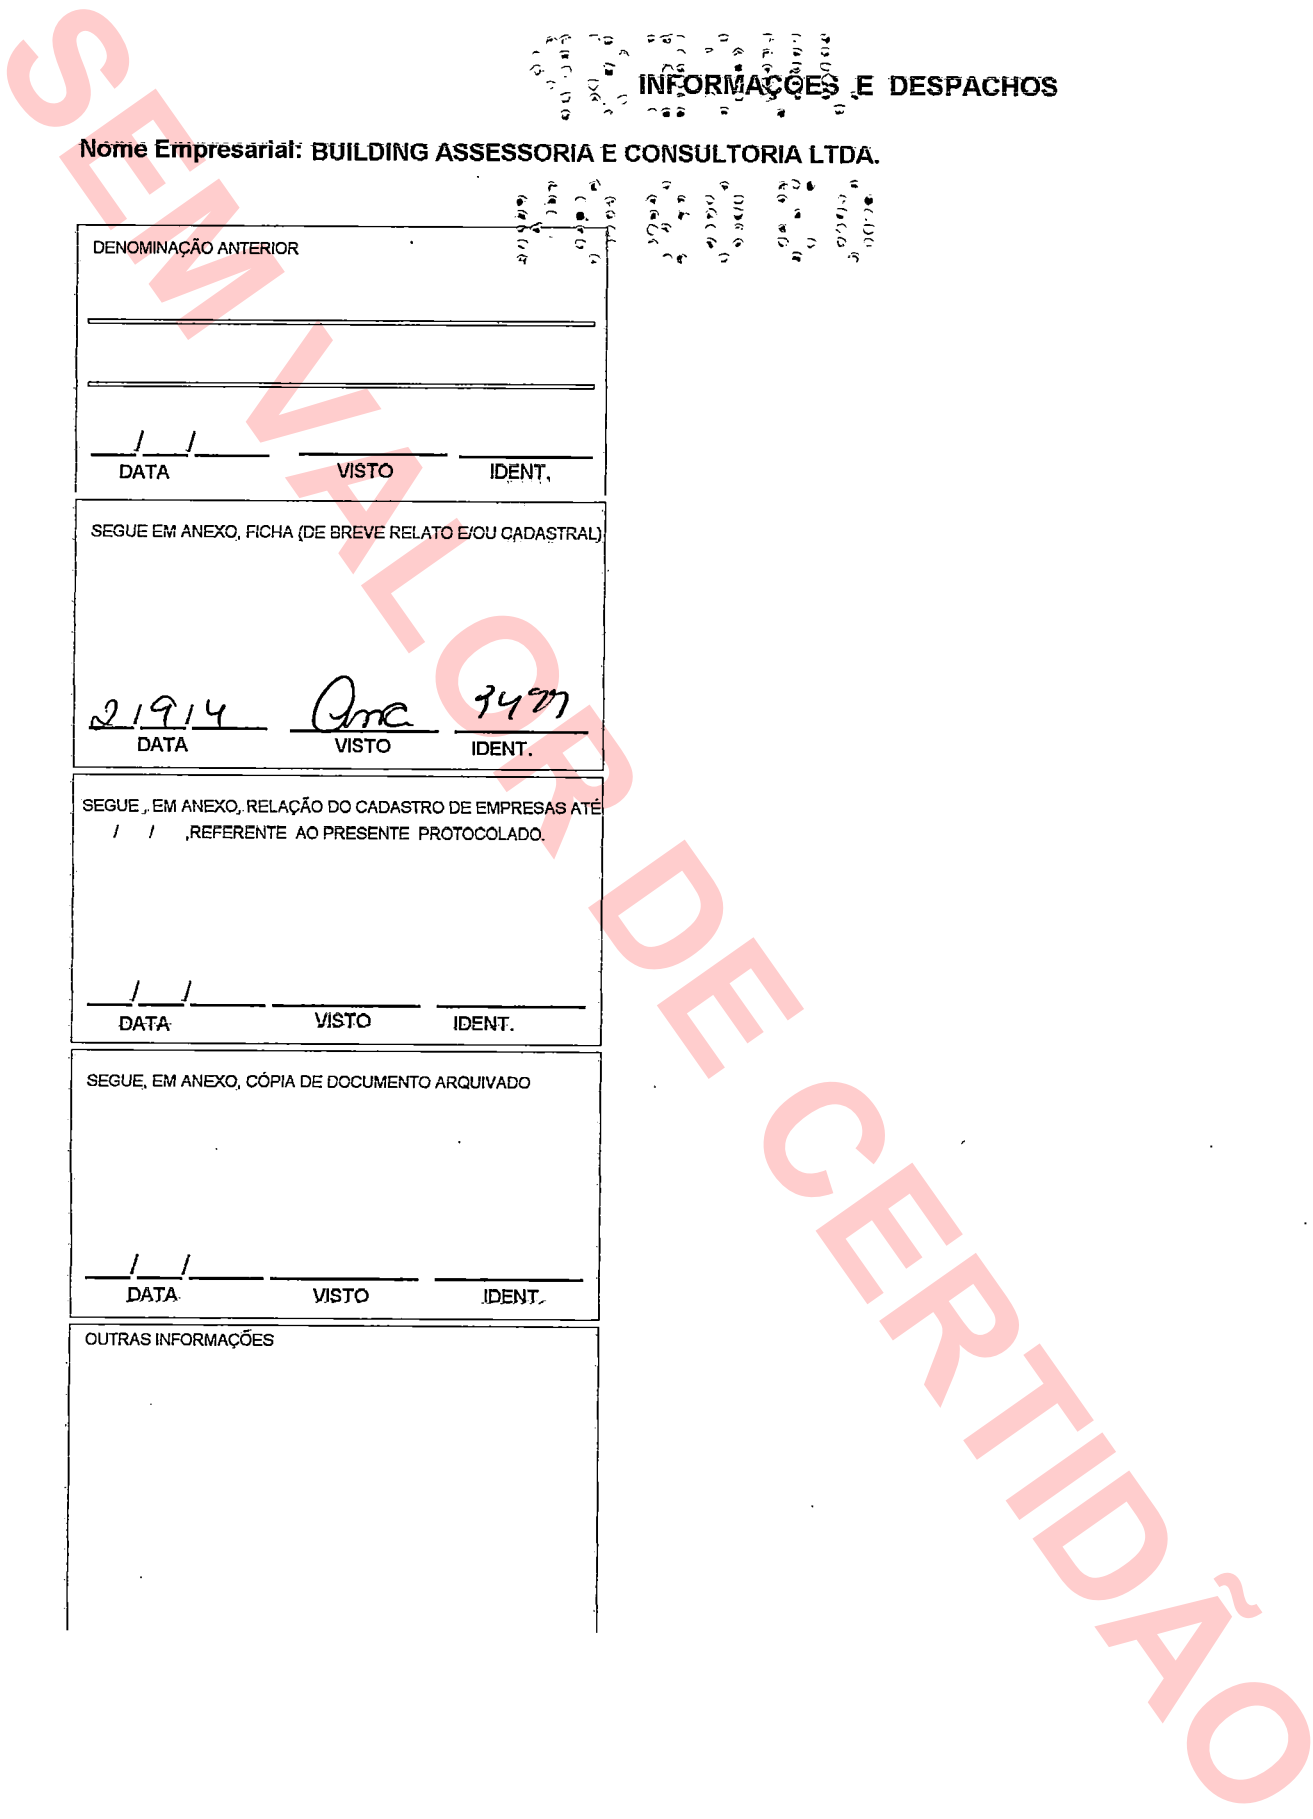 INFORMAÇÕES E DESPACHOS
Nome Empresarial: BUILDING ASSESSORIA E CONSULTORIA LTDA.
DENOMINAÇÃO ANTERIOR
/ /
DATA VISTO IDENT.
SEGUE EM ANEXO, FICHA (DE BREVE RELATO E/OU CADASTRAL)
2/9/4 Ana
DATA VISTO IDENT.
SEGUE, EM ANEXO, RELAÇÃO DO CADASTRO DE EMPRESAS ATÉ
/ / ,REFERENTE AO PRESENTE PROTOCOLADO.
/ /
DATA VISTO IDENT.
SEGUE, EM ANEXO, CÓPIA DE DOCUMENTO ARQUIVADO
/ /
DATA VISTO IDENT.
OUTRAS INFORMAÇÕES
SEM VALOR DE CERTIDÃO